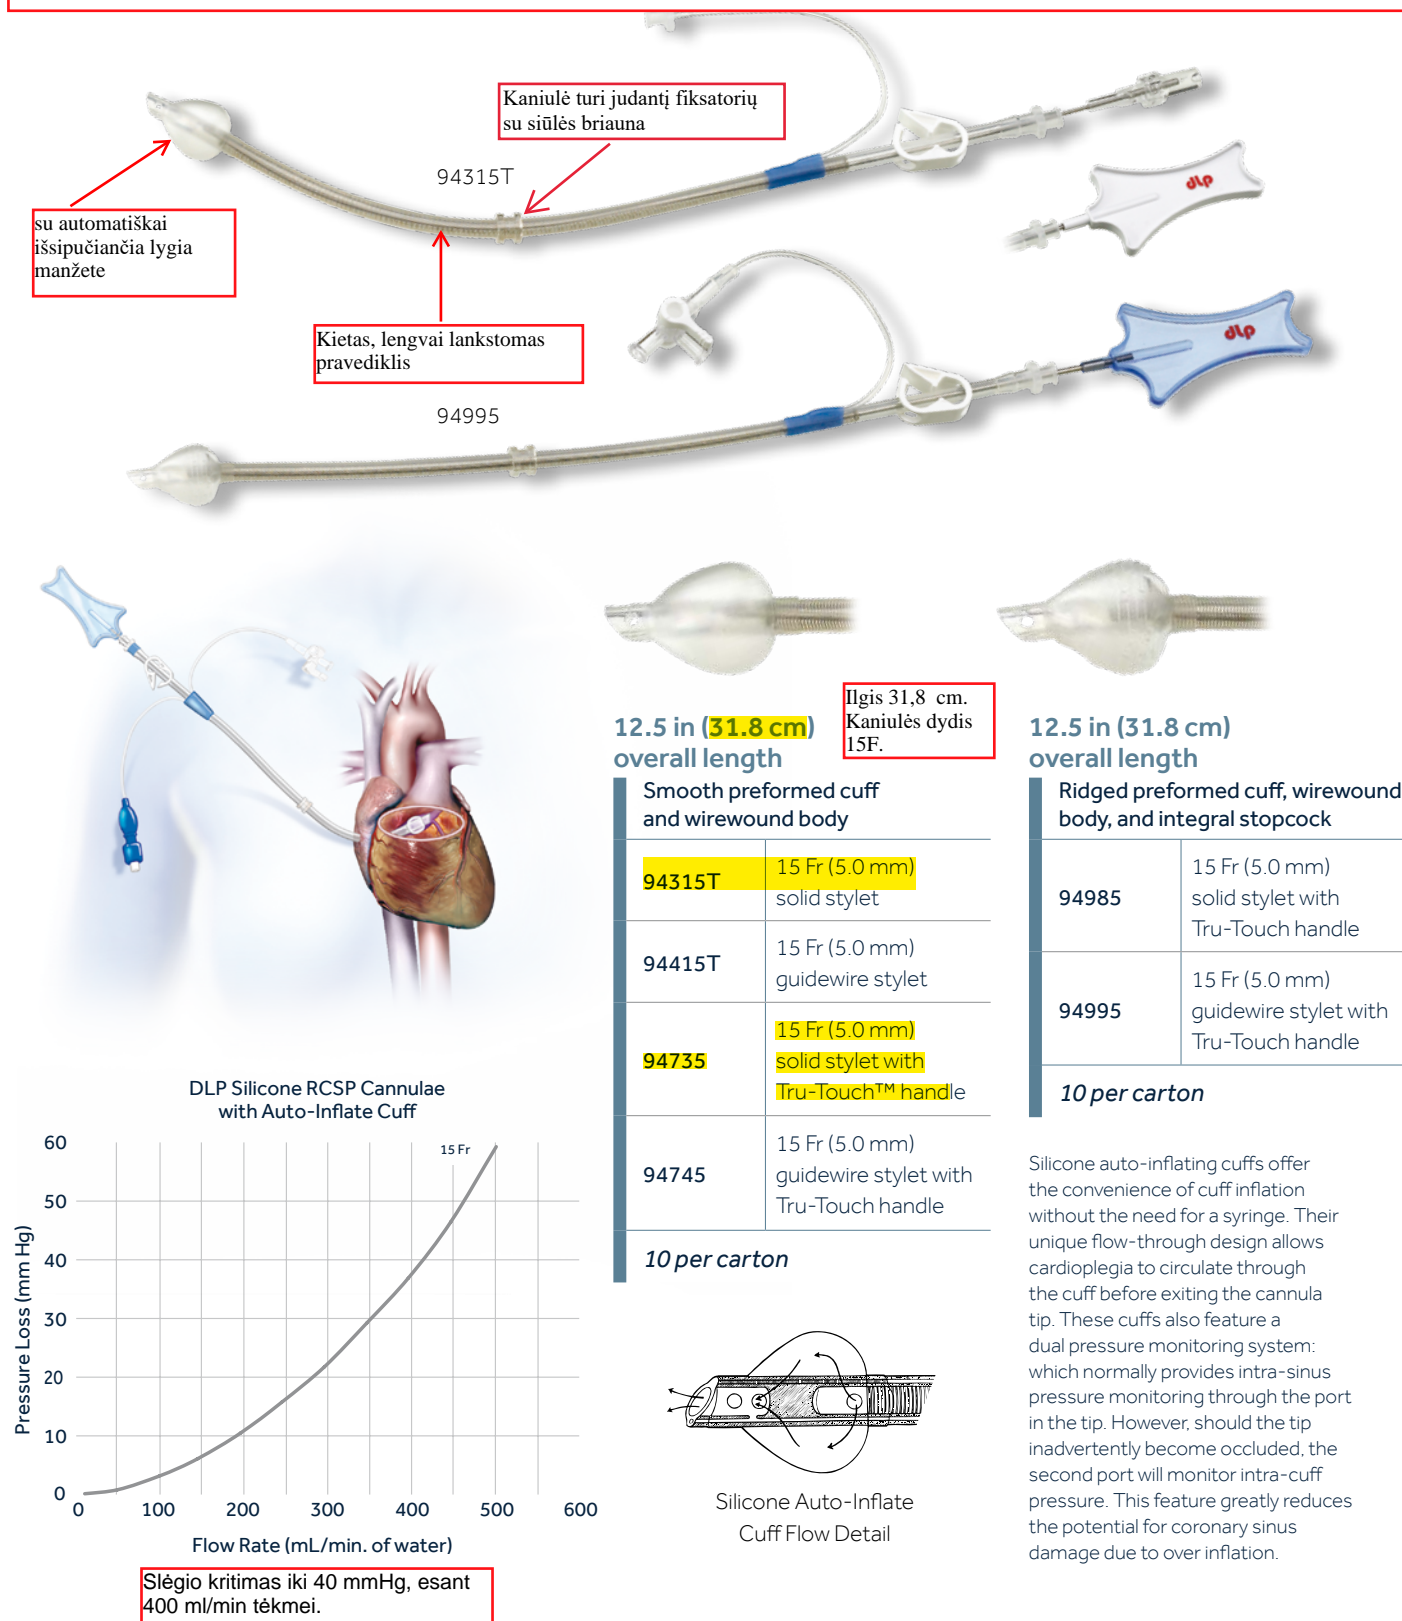 Kaniulė turi judantį fiksatorių
su siūlės briauna
94315T
dlp
su automatiškai
išsipučiančia lygia
manžete
Kietas, lengvai lankstomas
pravediklis
dlp
94995
Ilgis 31,8 cm.
Kaniulės dydis
15F.
12.5 in (31.8 cm)
overall length
Smooth preformed cuff
and wirewound body
94315T
15 Fr (5.0 mm)
solid stylet
94415T
15 Fr (5.0 mm)
guidewire stylet
94735
15 Fr (5.0 mm)
solid stylet with
Tru-Touch™ handle
94745
15 Fr (5.0 mm)
guidewire stylet with
Tru-Touch handle
10 per carton
12.5 in (31.8 cm)
overall length
Ridged preformed cuff, wirewound
body, and integral stopcock
94985
15 Fr (5.0 mm)
solid stylet with
Tru-Touch handle
94995
15 Fr (5.0 mm)
guidewire stylet with
Tru-Touch handle
10 per carton
DLP Silicone RCSP Cannulae
with Auto-Inflate Cuff
15 Fr
Pressure Loss (mm Hg)
60
50
40
30
20
10
0
0 100 200 300 400 500 600
Flow Rate (mL/min. of water)
Slėgio kritimas iki 40 mmHg, esant
400 ml/min tėkmei.
Silicone Auto-Inflate
Cuff Flow Detail
Silicone auto-inflating cuffs offer
the convenience of cuff inflation
without the need for a syringe. Their
unique flow-through design allows
cardioplegia to circulate through
the cuff before exiting the cannula
tip. These cuffs also feature a
dual pressure monitoring system:
which normally provides intra-sinus
pressure monitoring through the port
in the tip. However, should the tip
inadvertently become occluded, the
second port will monitor intra-cuff
pressure. This feature greatly reduces
the potential for coronary sinus
damage due to over inflation.